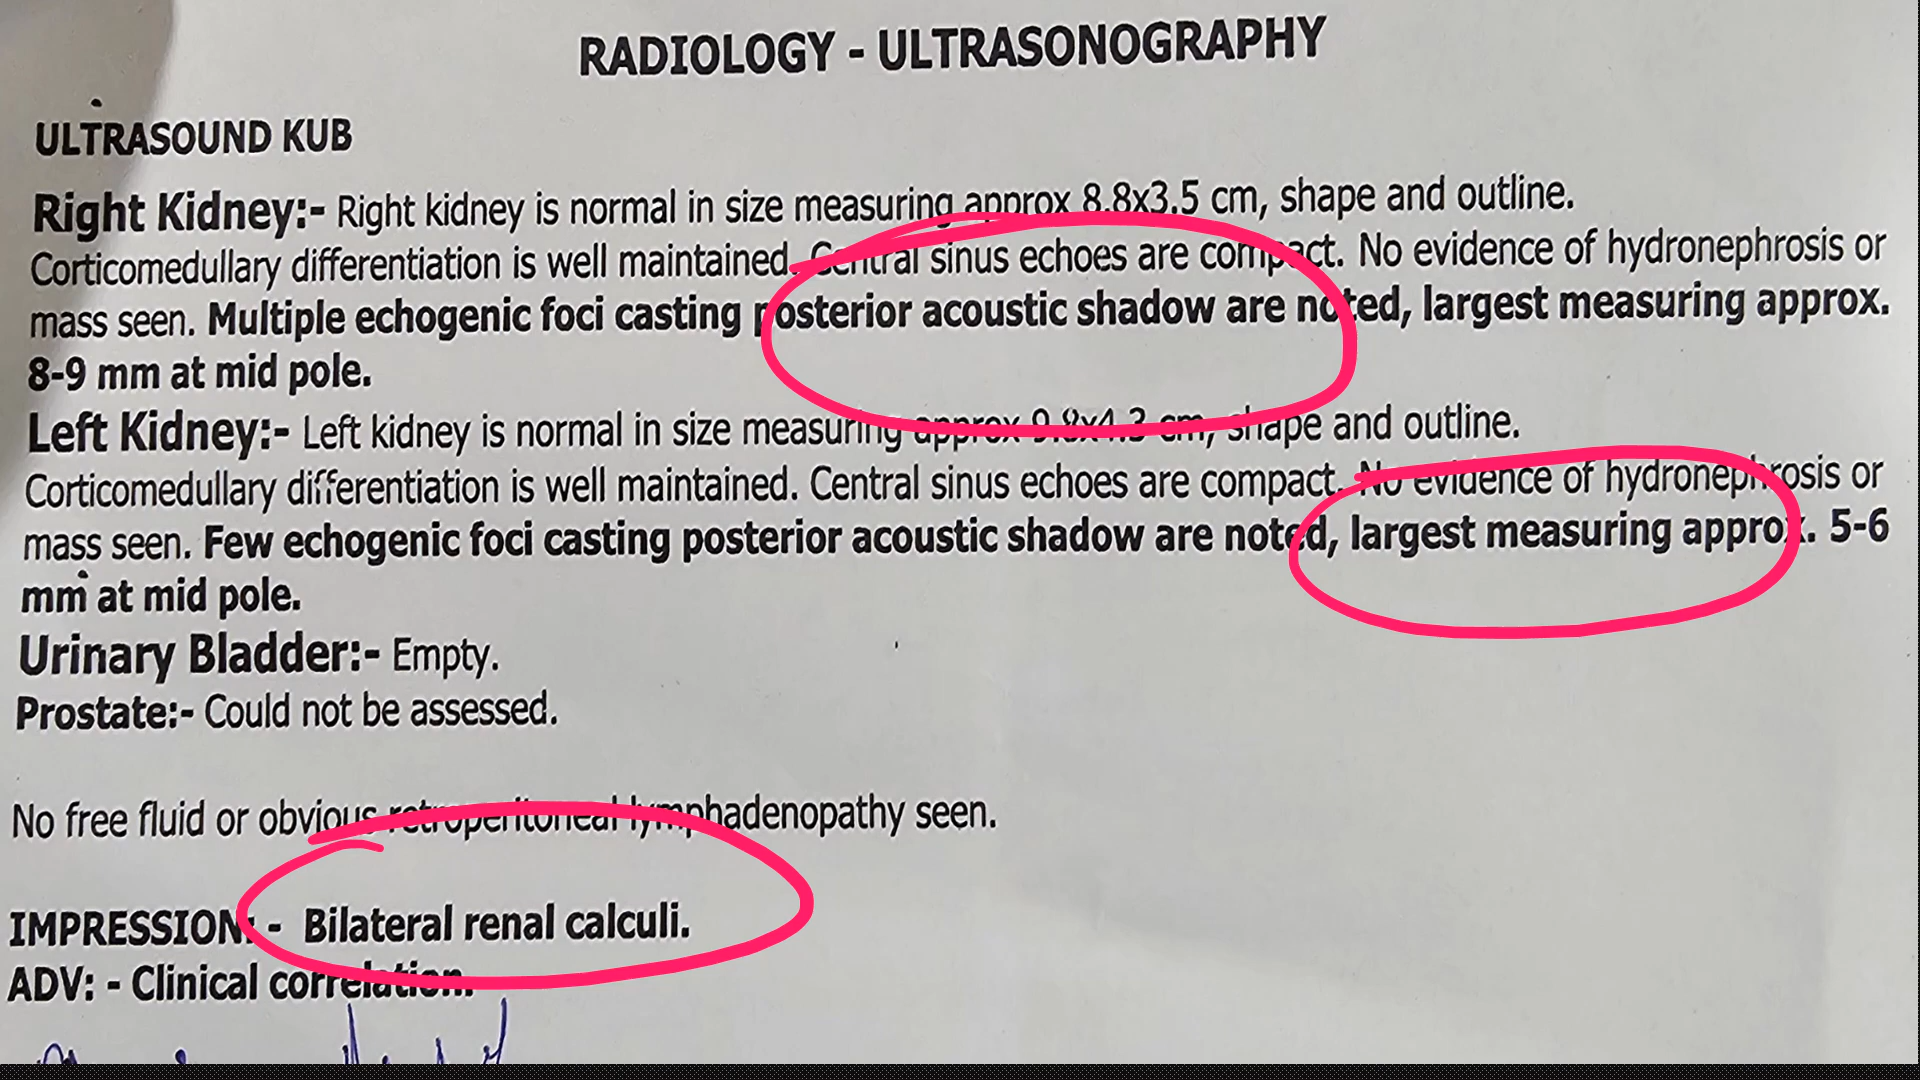 RADIOLOGY - ULTRASONOGRAPHY
ULTRASOUND KUB
Right Kidney:- Right kidney is normal in size measuring approx 8.8x3.5 cm, shape and outline.
Corticomedullary differentiation is well maintained. Central sinus echoes are compact. No evidence of hydronephrosis or
mass seen. Multiple echogenic foci casting posterior acoustic shadow are noted, largest measuring approx.
8-9 mm at mid pole.
Left Kidney:- Left kidney is normal in size measuring approx 9.8x4.3 cm, shape and outline.
Corticomedullary differentiation is well maintained. Central sinus echoes are compact. No evidence of hydronephrosis or
mass seen. Few echogenic foci casting posterior acoustic shadow are noted, largest measuring approx. 5-6
mm at mid pole.
Urinary Bladder:- Empty.
Prostate:- Could not be assessed.
No free fluid or obvious retroperitoneal lymphadenopathy seen.
IMPRESSION: - Bilateral renal calculi.
ADV: - Clinical correlation.